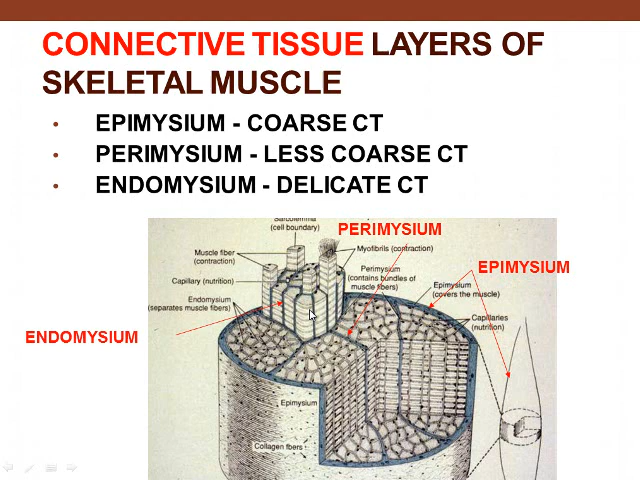 CONNECTIVE TISSUE LAYERS OF
SKELETAL MUSCLE
• EPIMYSIUM - COARSE CT
• PERIMYSIUM - LESS COARSE CT
• ENDOMYSIUM - DELICATE CT
Sarcolemma
(cell boundary)
PERIMYSIUM
Muscle fiber
(contraction)
Myofibrils (contraction)
EPIMYSIUM
Capillary (nutrition)
Perimysium
(contains bundles of
muscle fibers)
Epimysium
(covers the muscle)
Endomysium
(separates muscle fibers)
Capillaries
(nutrition)
ENDOMYSIUM
Epimysium
Collagen fibers